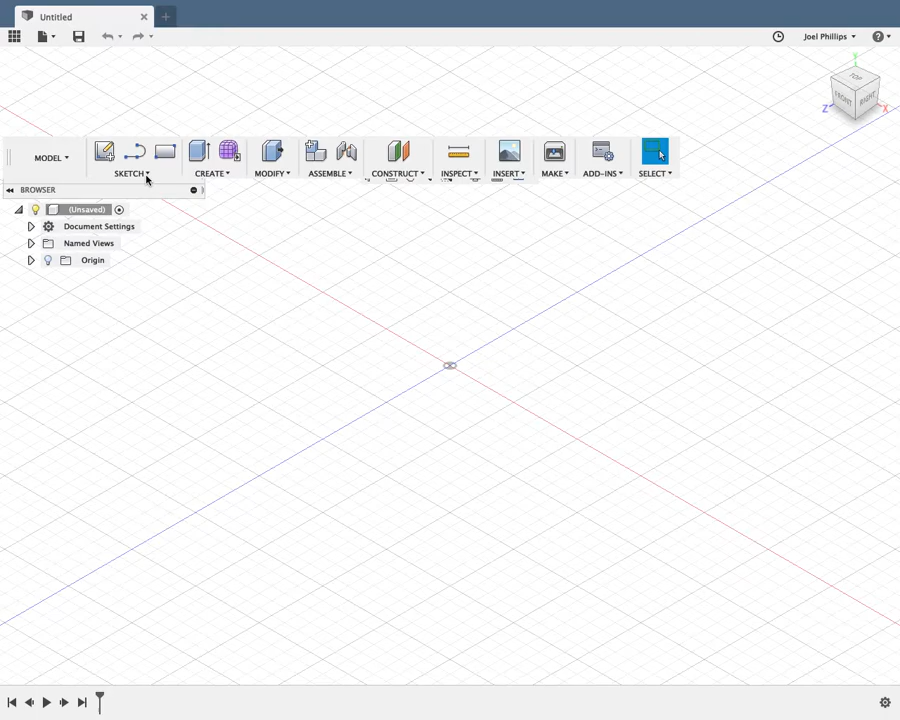 Untitled
Joel Phillips
Y
TOP
FRONT
RIGHT
Z
X
MODEL
SKETCH
CREATE
MODIFY
ASSEMBLE
CONSTRUCT
INSPECT
INSERT
MAKE
ADD-INS
SELECT
BROWSER
(Unsaved)
Document Settings
Named Views
Origin